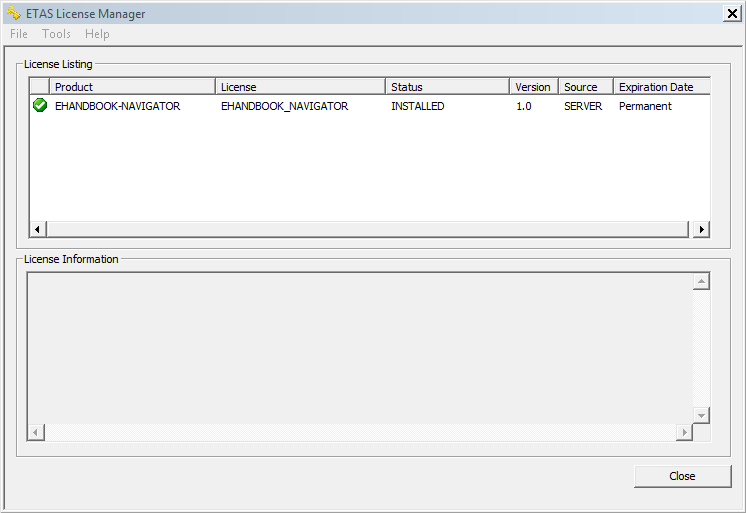 ETAS License Manager
File Tools Help
License Listing
Product License Status Version Source Expiration Date
EHANDBOOK-NAVIGATOR EHANDBOOK_NAVIGATOR INSTALLED 1.0 SERVER Permanent
License Information
Close